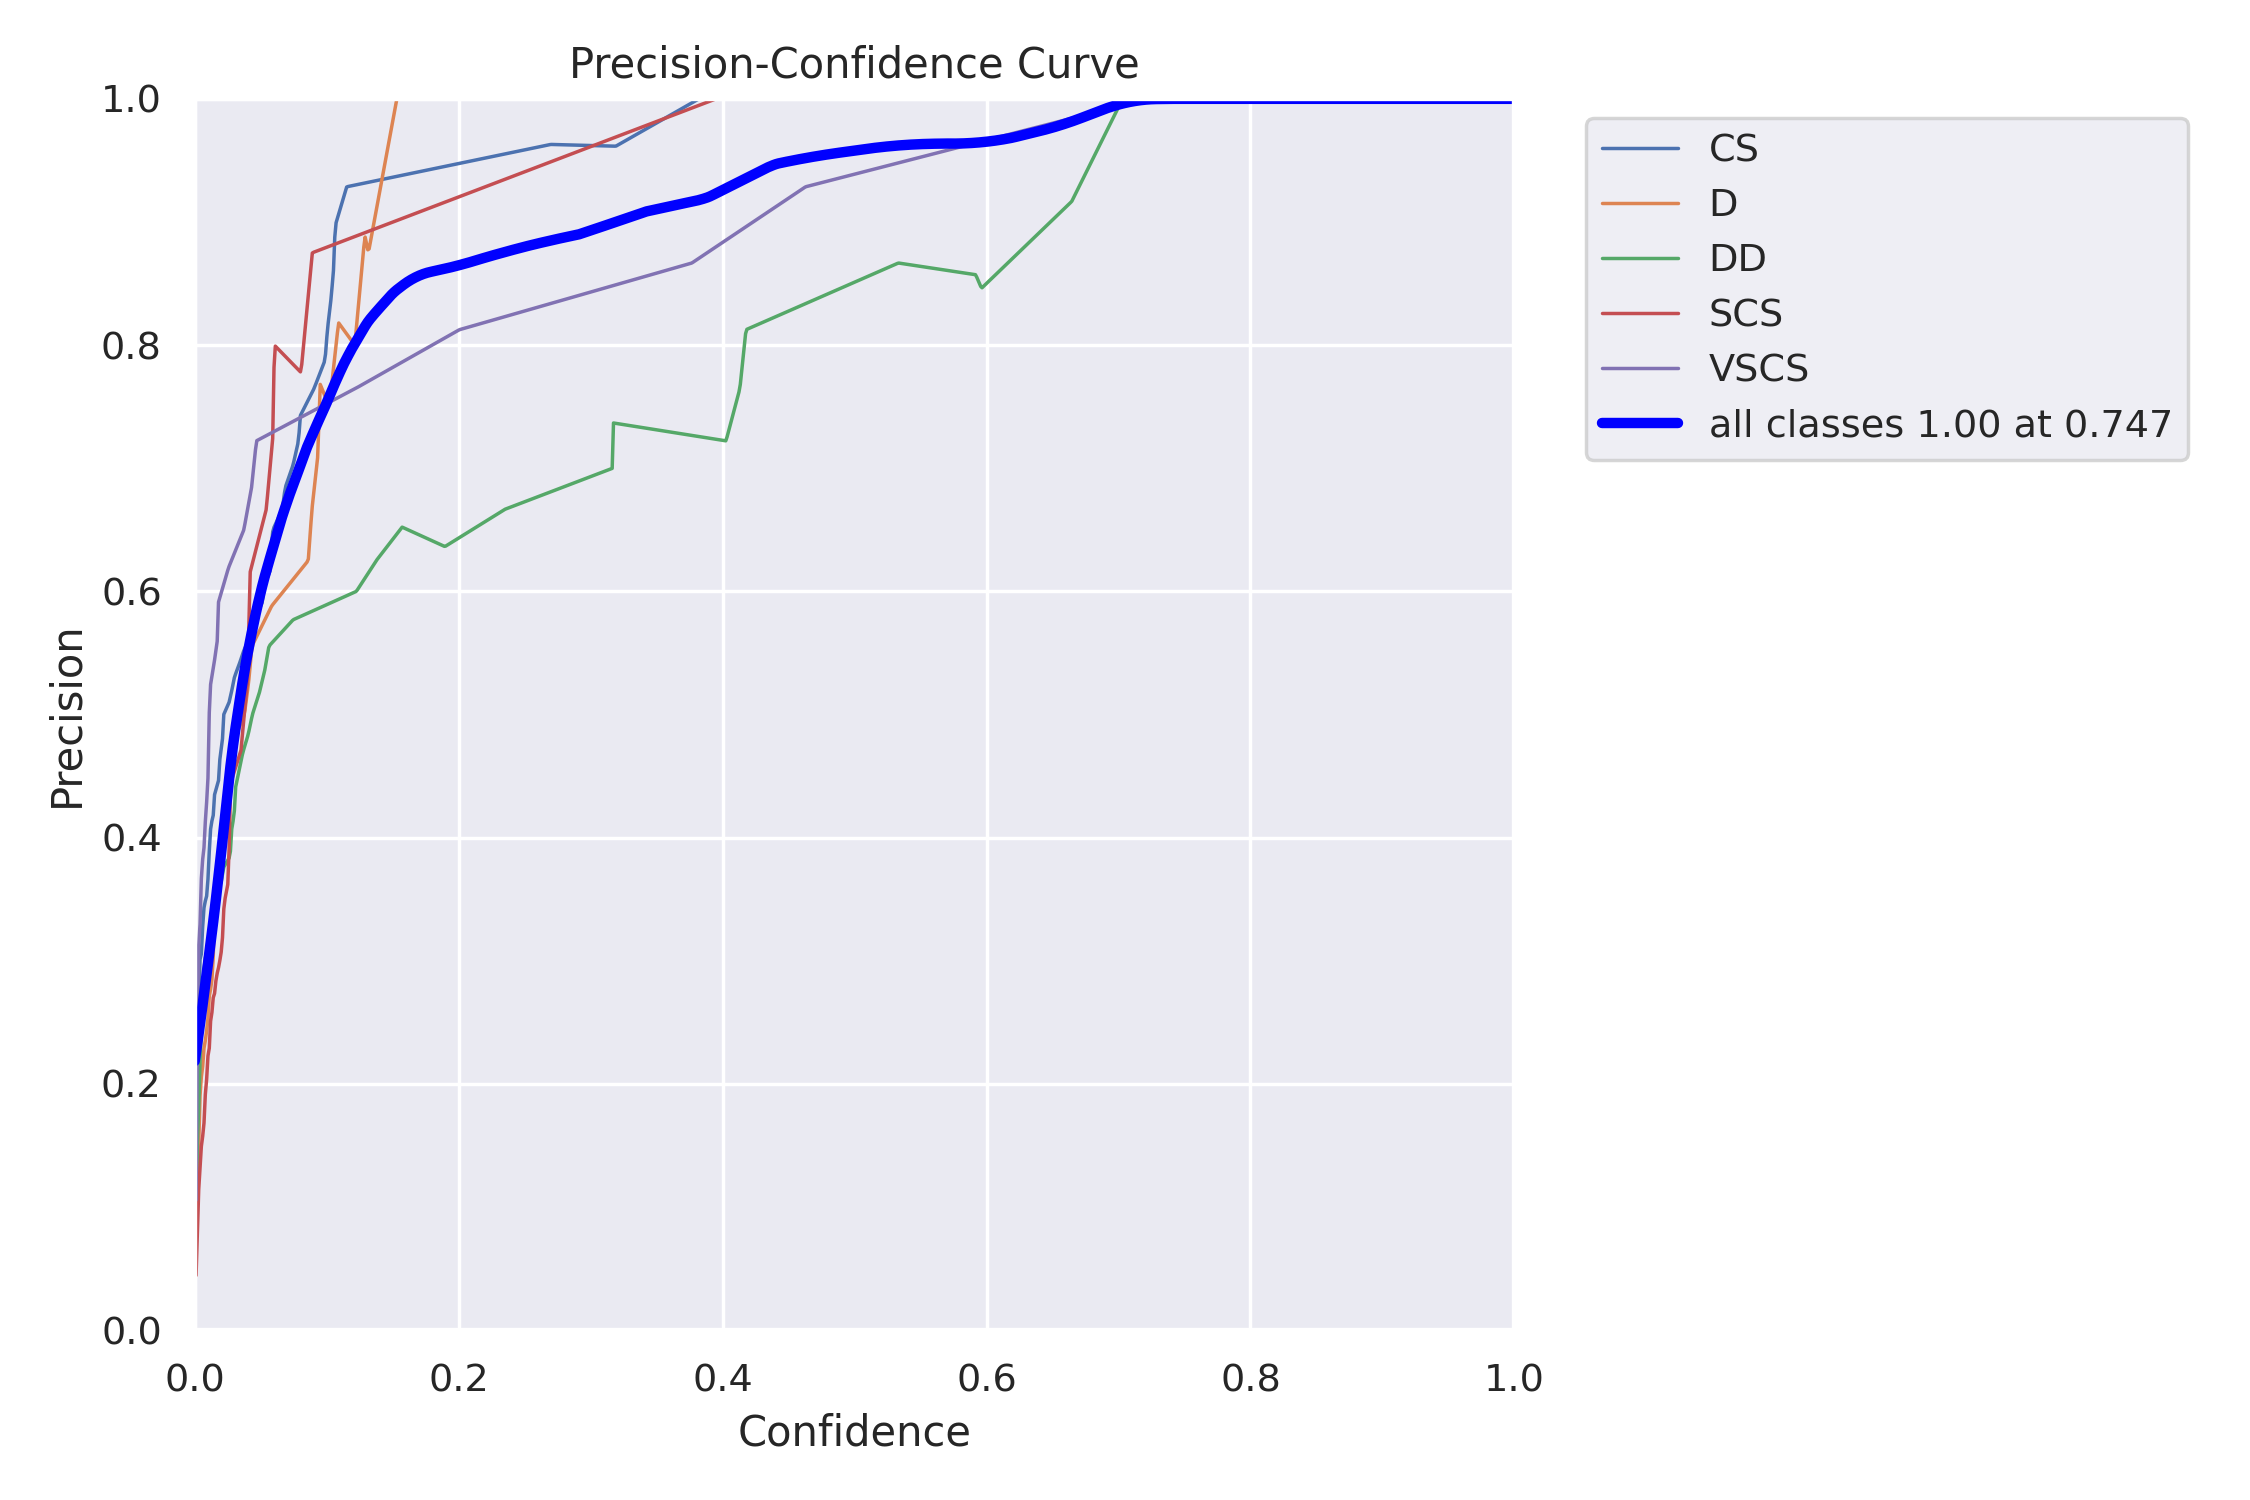 Precision-Confidence Curve
1.0
0.8
0.6
0.4
0.2
0.0
Precision
0.0 0.2 0.4 0.6 0.8 1.0
Confidence
CS
D
DD
SCS
VSCS
all classes 1.00 at 0.747